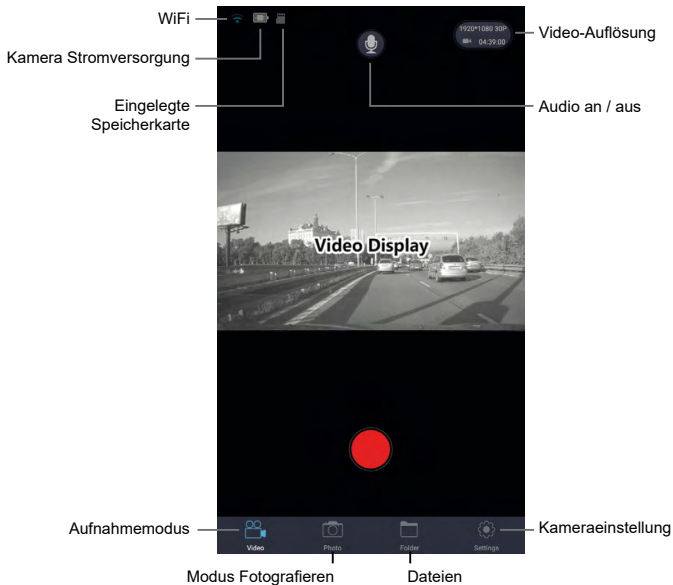 WiFi
Kamera Stromversorgung
Eingelegte
Speicherkarte
1920*1080 30P
04:39:00
Video-Auflösung
Audio an / aus
Video Display
Aufnahmemodus
Video
Photo
Folder
Settings
Kameraeinstellung
Modus Fotografieren
Dateien